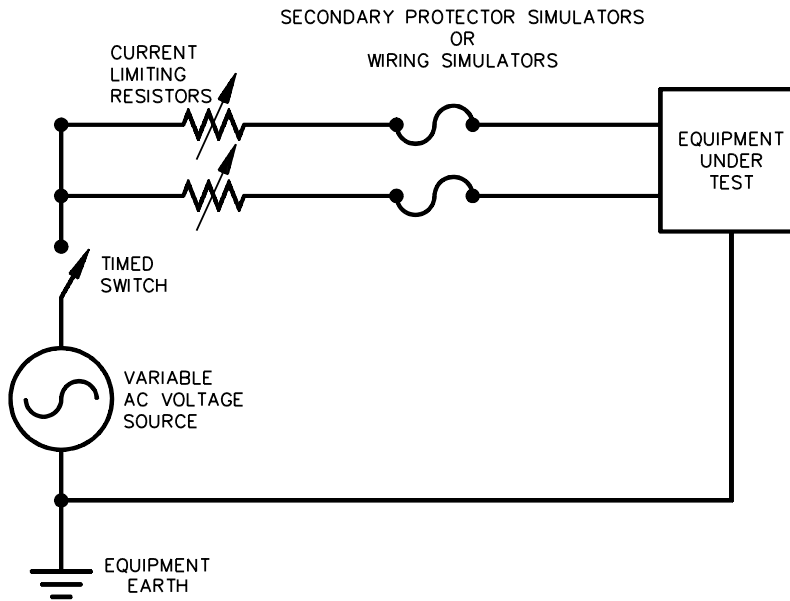 SECONDARY PROTECTOR SIMULATORS
OR
WIRING SIMULATORS
CURRENT
LIMITING
RESISTORS
EQUIPMENT
UNDER
TEST
TIMED
SWITCH
VARIABLE
AC VOLTAGE
SOURCE
EQUIPMENT
EARTH